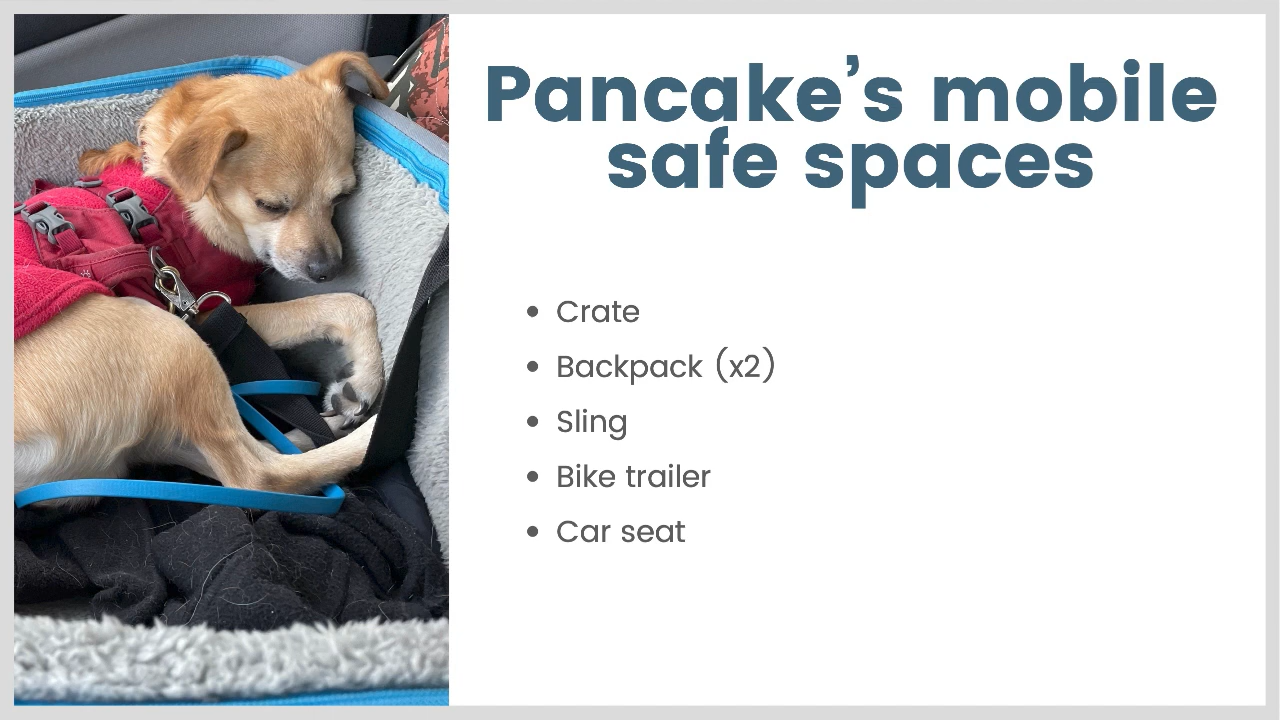 Pancake’s mobile
safe spaces
• Crate
• Backpack (x2)
• Sling
• Bike trailer
• Car seat